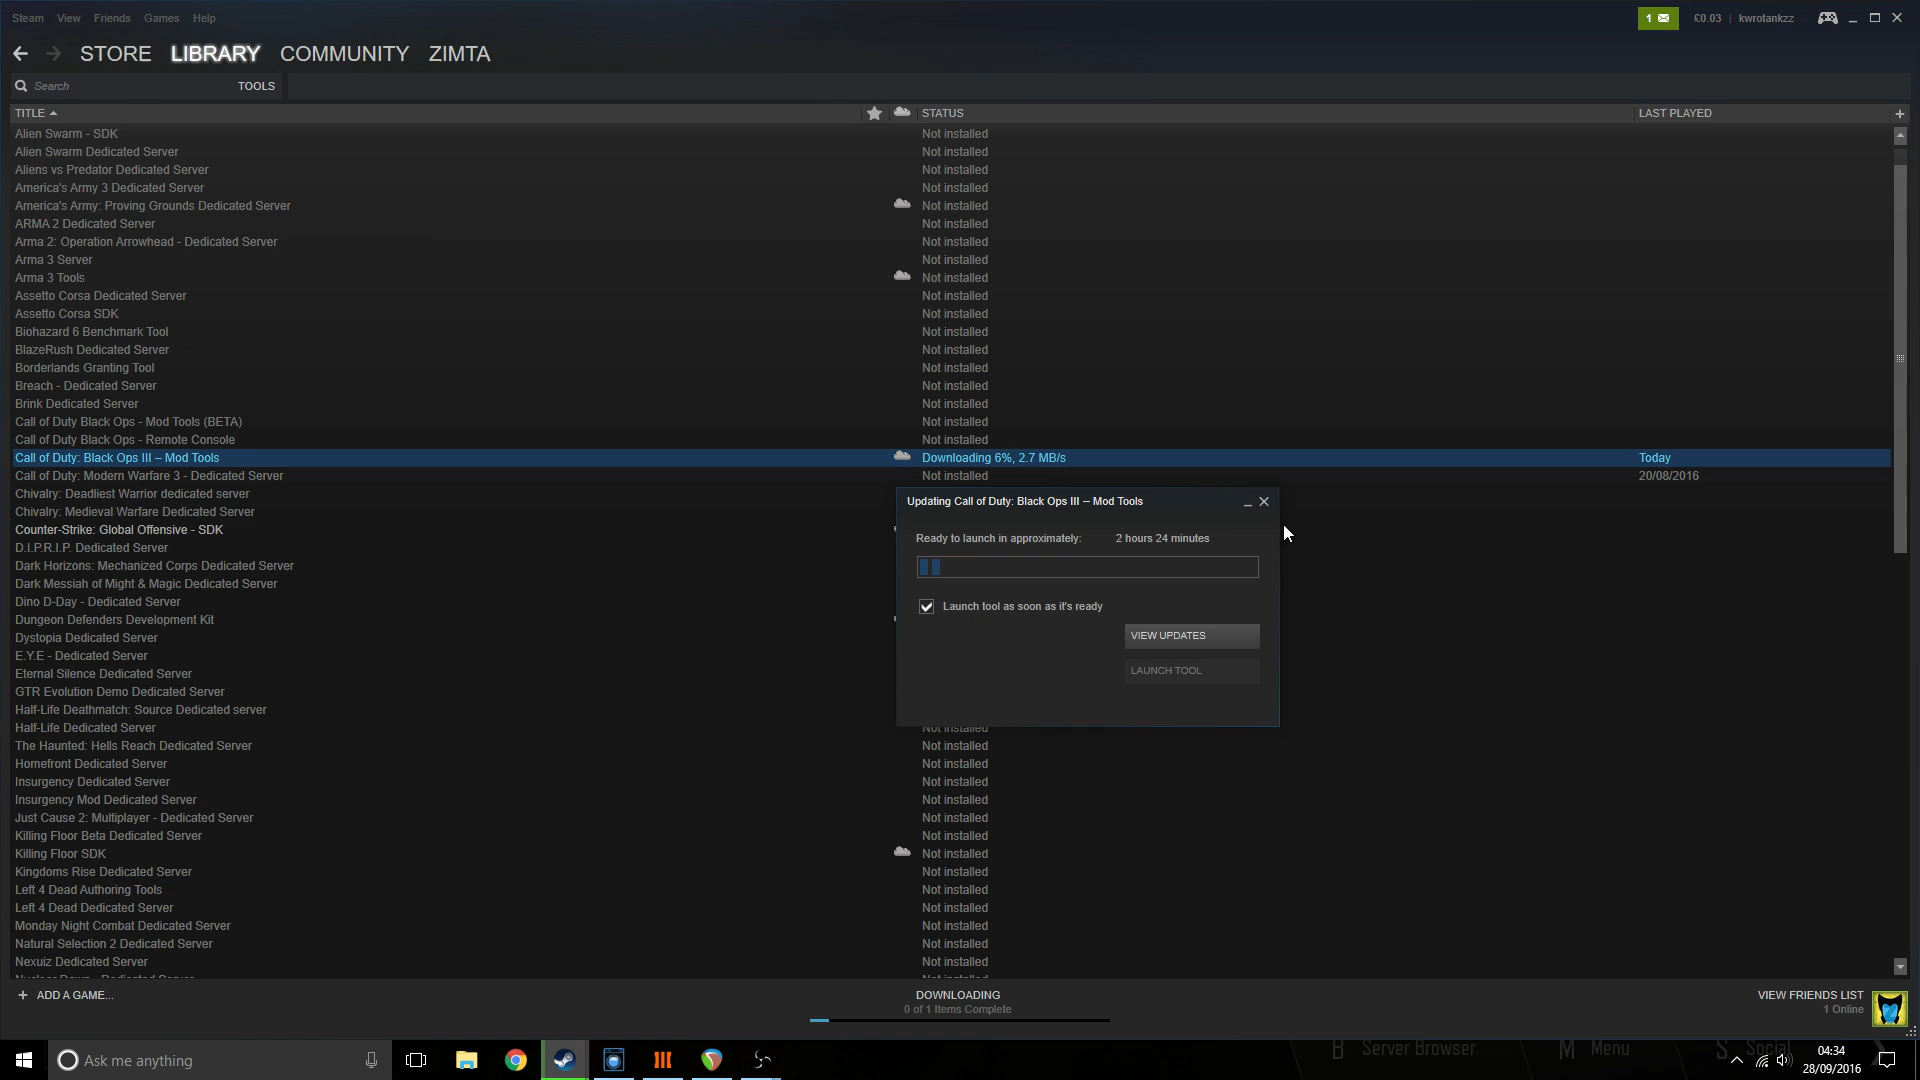 Steam View Friends Games Help
1 £0.03 | kwrotankzz
STORE LIBRARY COMMUNITY ZIMTA
Search TOOLS
TITLE STATUS LAST PLAYED
Alien Swarm - SDK Not installed
Alien Swarm Dedicated Server Not installed
Aliens vs Predator Dedicated Server Not installed
America's Army 3 Dedicated Server Not installed
America's Army: Proving Grounds Dedicated Server Not installed
ARMA 2 Dedicated Server Not installed
Arma 2: Operation Arrowhead - Dedicated Server Not installed
Arma 3 Server Not installed
Arma 3 Tools Not installed
Assetto Corsa Dedicated Server Not installed
Assetto Corsa SDK Not installed
Biohazard 6 Benchmark Tool Not installed
BlazeRush Dedicated Server Not installed
Borderlands Granting Tool Not installed
Breach - Dedicated Server Not installed
Brink Dedicated Server Not installed
Call of Duty Black Ops - Mod Tools (BETA) Not installed
Call of Duty Black Ops - Remote Console Not installed
Call of Duty: Black Ops III – Mod Tools Downloading 6%, 2.7 MB/s Today
Call of Duty: Modern Warfare 3 - Dedicated Server Not installed 20/08/2016
Chivalry: Deadliest Warrior dedicated server
Chivalry: Medieval Warfare Dedicated Server
Counter-Strike: Global Offensive - SDK
D.I.P.R.I.P. Dedicated Server
Dark Horizons: Mechanized Corps Dedicated Server
Dark Messiah of Might & Magic Dedicated Server
Dino D-Day - Dedicated Server
Dungeon Defenders Development Kit
Dystopia Dedicated Server
E.Y.E - Dedicated Server
Eternal Silence Dedicated Server
GTR Evolution Demo Dedicated Server
Half-Life Deathmatch: Source Dedicated server
Half-Life Dedicated Server Not installed
The Haunted: Hells Reach Dedicated Server Not installed
Homefront Dedicated Server Not installed
Insurgency Dedicated Server Not installed
Insurgency Mod Dedicated Server Not installed
Just Cause 2: Multiplayer - Dedicated Server Not installed
Killing Floor Beta Dedicated Server Not installed
Killing Floor SDK Not installed
Kingdoms Rise Dedicated Server Not installed
Left 4 Dead Authoring Tools Not installed
Left 4 Dead Dedicated Server Not installed
Monday Night Combat Dedicated Server Not installed
Natural Selection 2 Dedicated Server Not installed
Nexuiz Dedicated Server Not installed
Updating Call of Duty: Black Ops III – Mod Tools
Ready to launch in approximately: 2 hours 24 minutes
Launch tool as soon as it's ready
VIEW UPDATES
LAUNCH TOOL
+ ADD A GAME... DOWNLOADING VIEW FRIENDS LIST
0 of 1 Items Complete 1 Online
Ask me anything
Server Browser M Menu S Social
04:34
28/09/2016